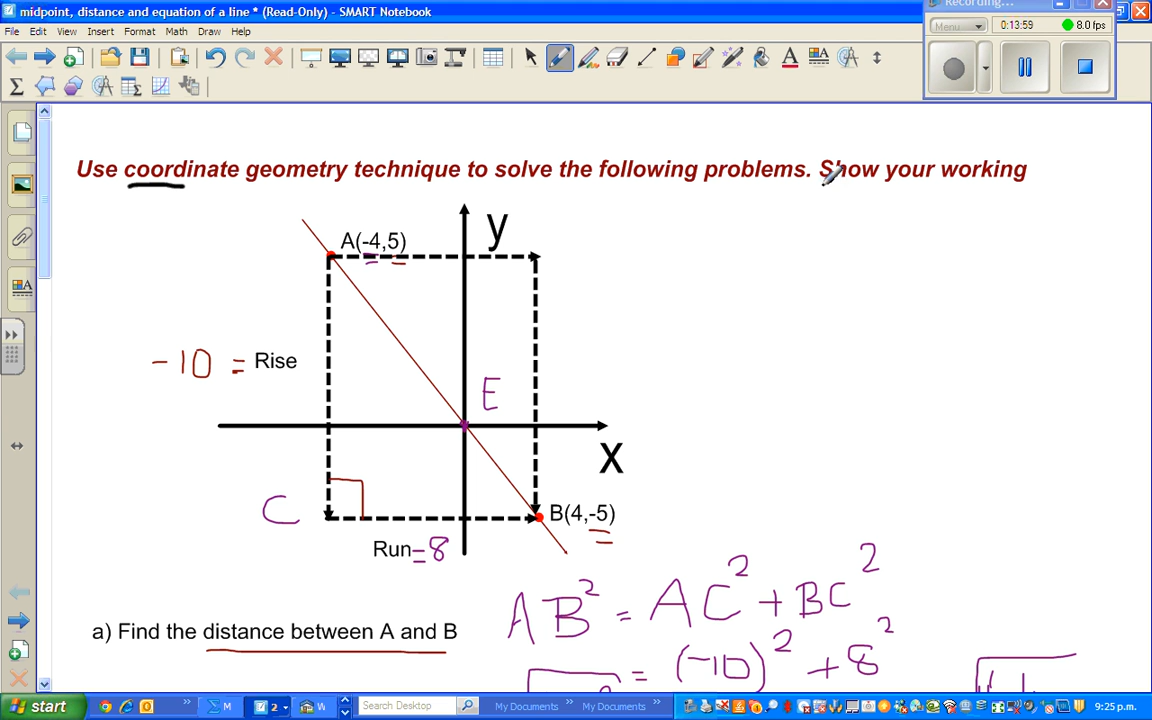 midpoint, distance and equation of a line * (Read-Only) - SMART Notebook
Recording...
File Edit View Insert Format Math Draw Help
Menu 0:13:59 8.0 fps
Use coordinate geometry technique to solve the following problems. Show your working
y
A(-4,5)
-10 = Rise
E
x
C
B(4,-5)
Run=8
AB² = AC² + BC²
a) Find the distance between A and B
= (-10)² + 8²
start
M
2
W
Search Desktop
My Documents
My Documents
9:25 p.m.